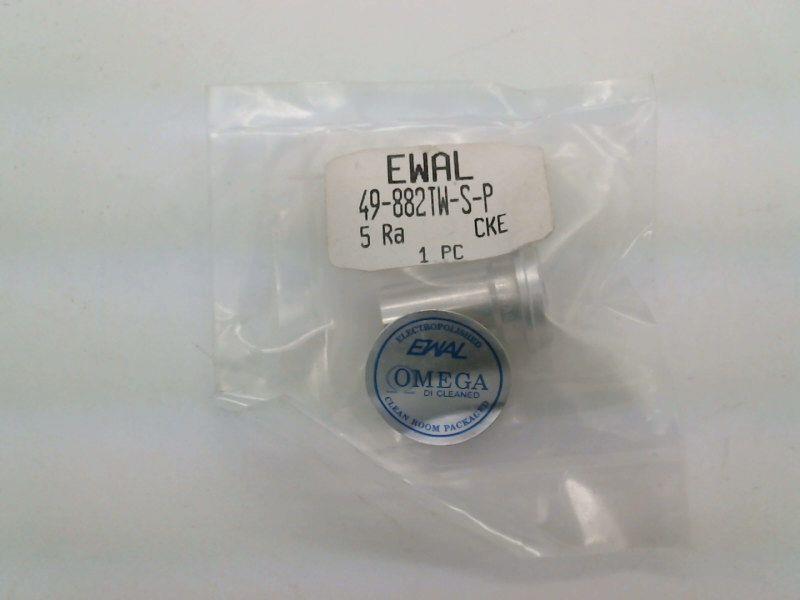 EWAL
49-882TW-S-P
5 Ra CKE
1 PC
ELECTROPOLISHED
EWAL
OMEGA
DI CLEANED
CLEAN ROOM PACKAGED